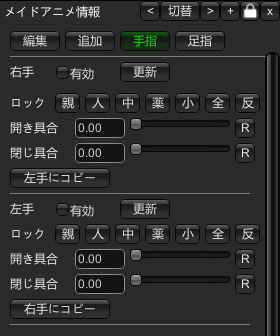 メイドアニメ情報 < 切替 > + x
編集 追加 手指 足指
右手 有効 更新
ロック 親 人 中 薬 小 全 反
開き具合 0.00 R
閉じ具合 0.00 R
左手にコピー
左手 有効 更新
ロック 親 人 中 薬 小 全 反
開き具合 0.00 R
閉じ具合 0.00 R
右手にコピー